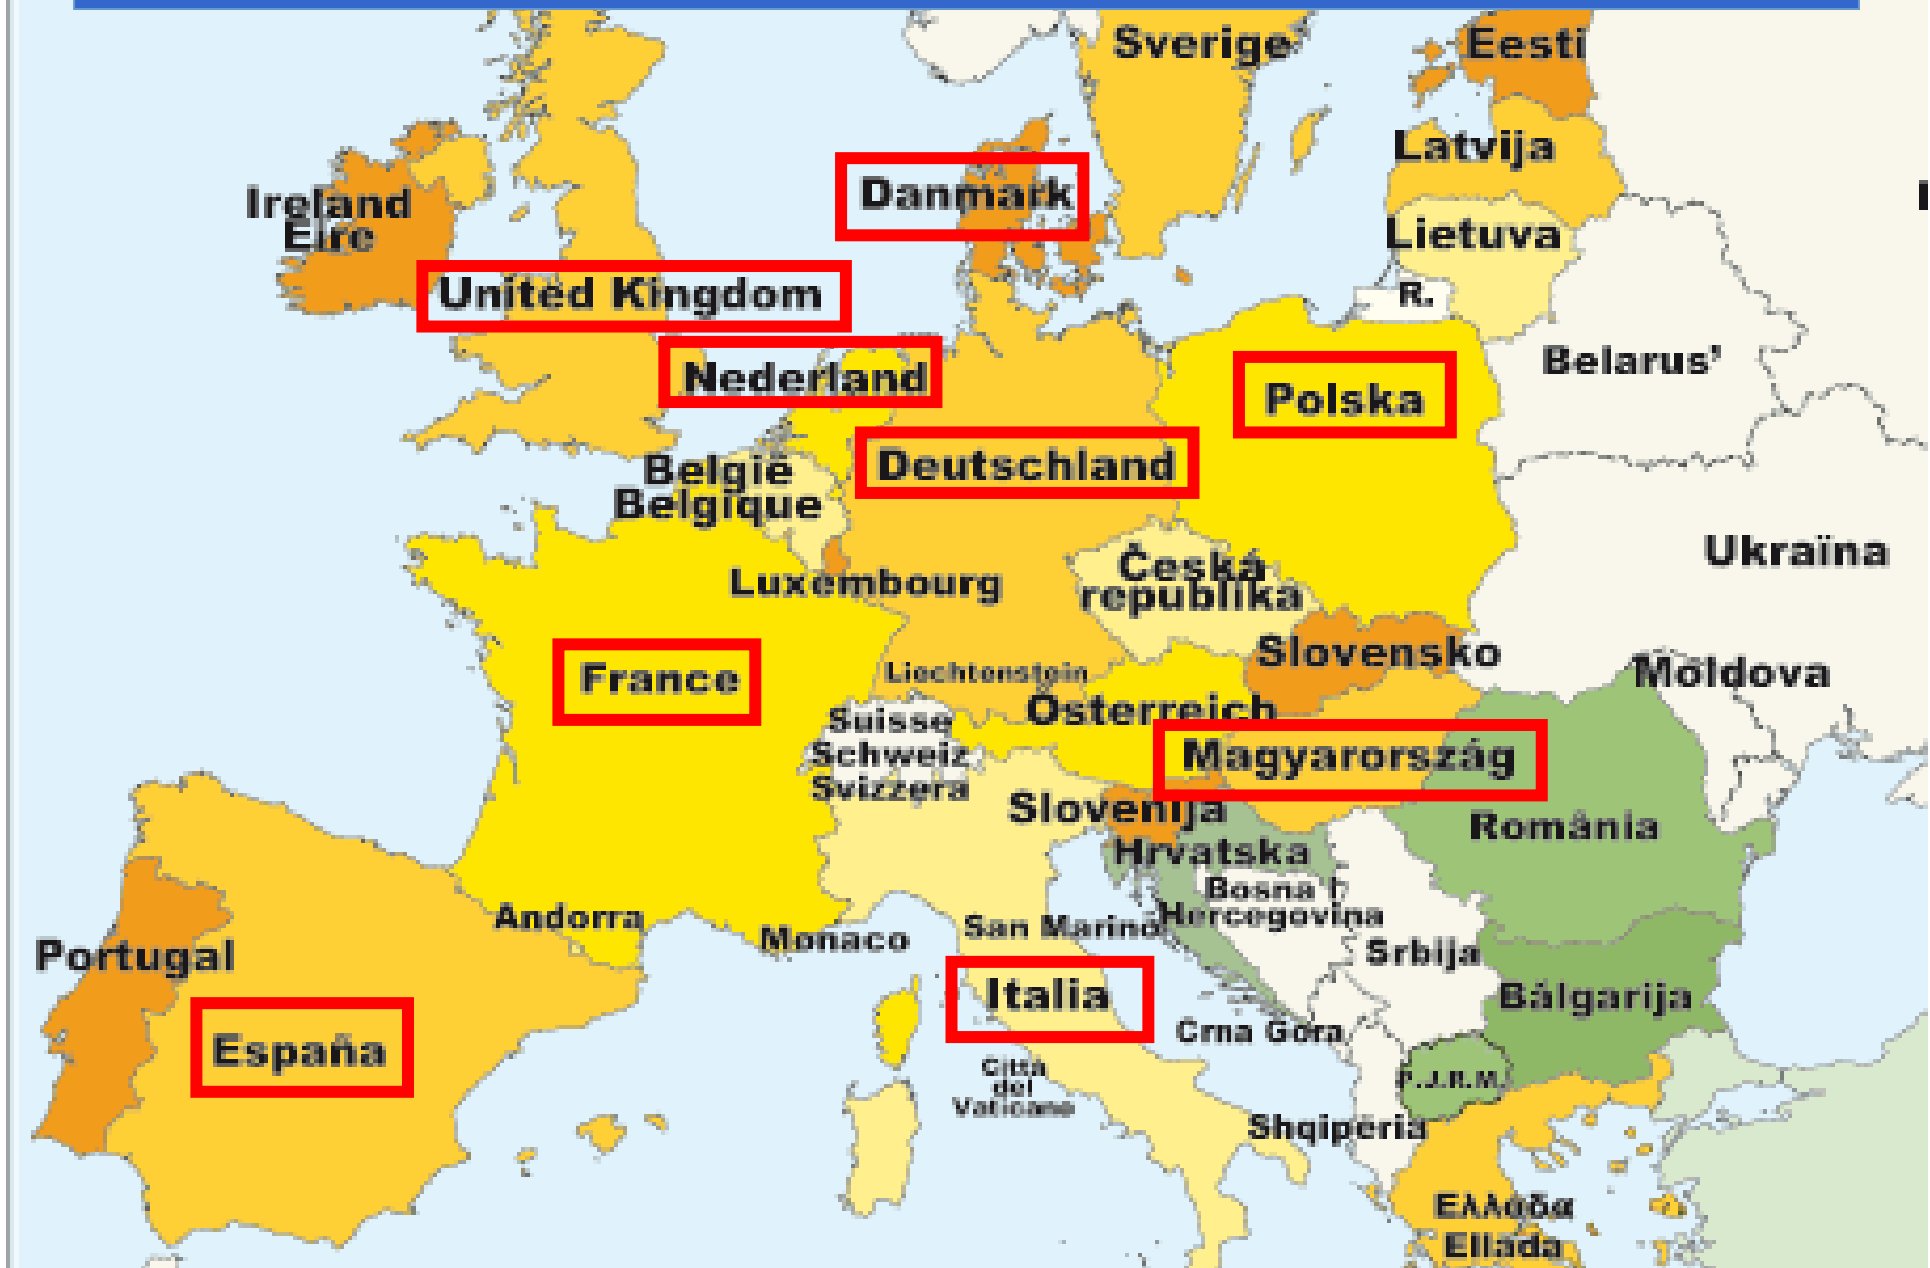 Sverige
Eesti
Latvija
Danmark
Ireland
Eire
Lietuva
United Kingdom
R.
Belarus'
Nederland
Polska
België
Belgique
Deutschland
Ukraïna
Česká
republika
Luxembourg
Slovensko
France
Liechtenstein
Moldova
Österreich
Suisse
Schweiz
Svizzera
Magyarország
Slovenija
România
Hrvatska
Bosna i
Hercegovina
Andorra
San Marino
Monaco
Srbija
Portugal
Italia
Bálgarija
Crna Gora
España
Città
del
Vaticano
F.J.R.M.
Shqipëria
Ελλάδα
Elláda